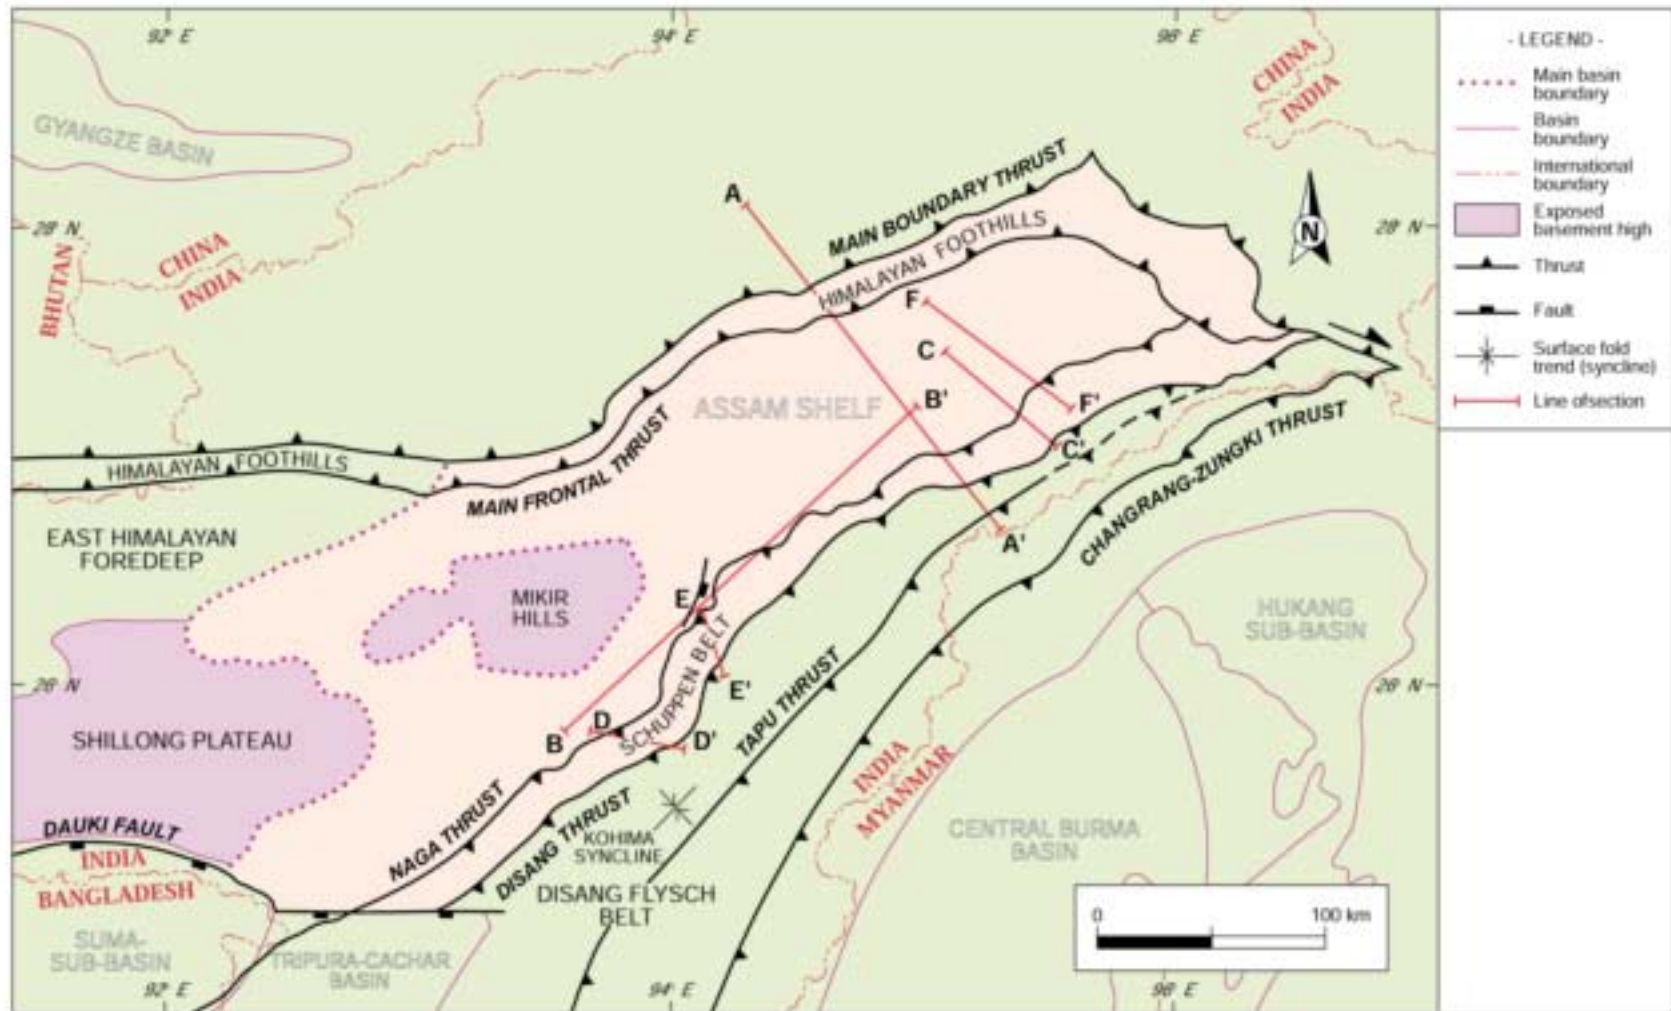 92° E
94° E
96° E
- LEGEND -
Main basin
boundary
Basin
boundary
International
boundary
Exposed
basement high
Thrust
Fault
Surface fold
trend (syncline)
Line of section
CHINA
INDIA
GYANGZE BASIN
28° N
28° N
BHUTAN
CHINA
INDIA
A
MAIN BOUNDARY THRUST
HIMALAYAN FOOTHILLS
N
F
C
B'
F'
C'
ASSAM SHELF
HIMALAYAN FOOTHILLS
MAIN FRONTAL THRUST
CHANGRANG-ZUNGKI THRUST
A'
EAST HIMALAYAN
FOREDEEP
MIKIR
HILLS
E
HUKANG
SUB-BASIN
SCHUPPEN BELT
E'
26° N
26° N
TAPU THRUST
SHILLONG PLATEAU
B
D
D'
INDIA
MYANMAR
NAGA THRUST
DISANG THRUST
KOHIMA
SYNCLINE
DAUKI FAULT
INDIA
BANGLADESH
CENTRAL BURMA
BASIN
DISANG FLYSCH
BELT
SUMA-
SUB-BASIN
TRIPURA-CACHAR
BASIN
0
100 km
92° E
94° E
96° E